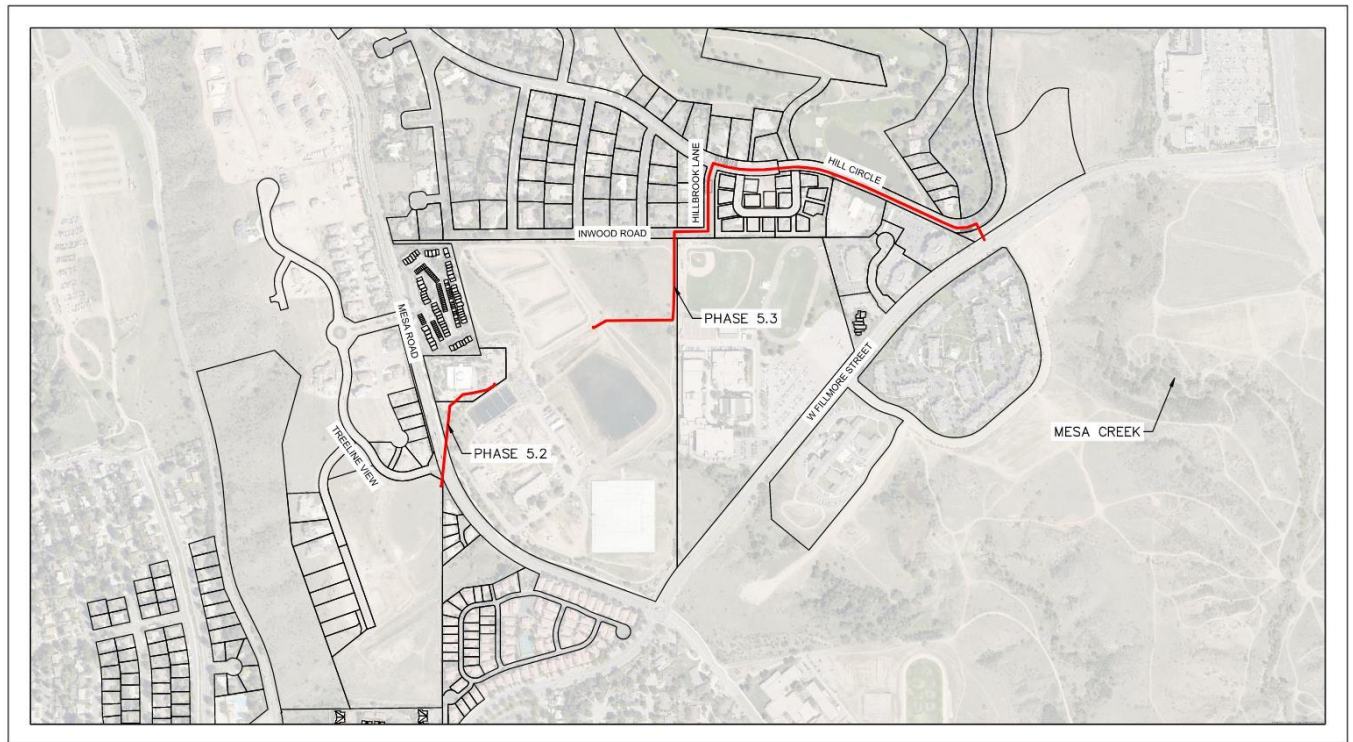 HILLBROOK LANE
HILL CIRCLE
INWOOD ROAD
MESA ROAD
PHASE 5.3
W FILLMORE STREET
MESA CREEK
TREELINE VIEW
PHASE 5.2